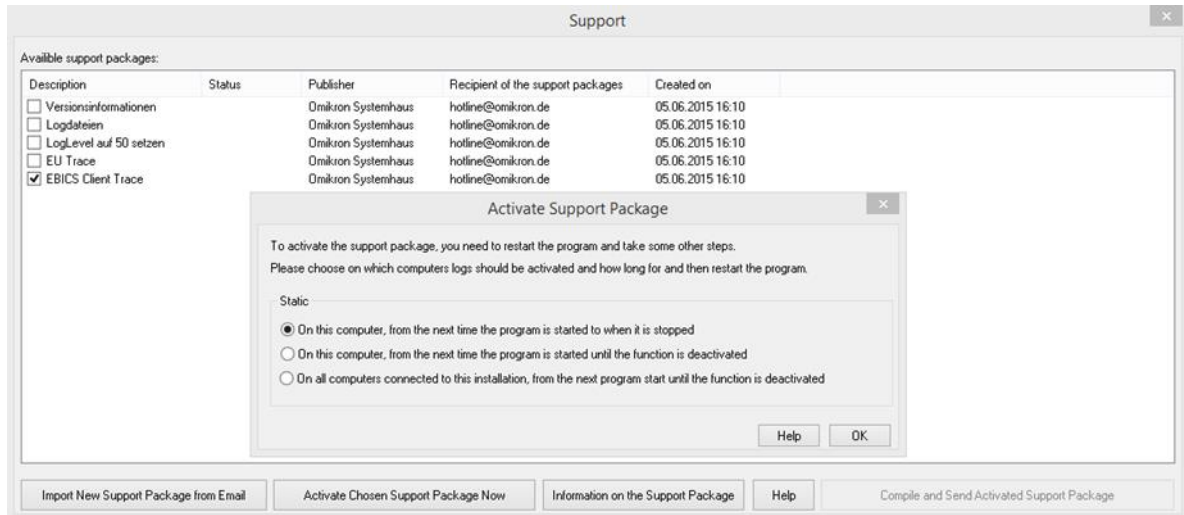 Support
Availible support packages:
Description Status Publisher Recipient of the support packages Created on
Versionsinformationen Omikron Systemhaus hotline@omikron.de 05.06.2015 16:10
Logdateien Omikron Systemhaus hotline@omikron.de 05.06.2015 16:10
LogLevel auf 50 setzen Omikron Systemhaus hotline@omikron.de 05.06.2015 16:10
EU Trace Omikron Systemhaus hotline@omikron.de 05.06.2015 16:10
EBICS Client Trace Omikron Systemhaus hotline@omikron.de 05.06.2015 16:10
Activate Support Package
To activate the support package, you need to restart the program and take some other steps.
Please choose on which computers logs should be activated and how long for and then restart the program.
Static
On this computer, from the next time the program is started to when it is stopped
On this computer, from the next time the program is started until the function is deactivated
On all computers connected to this installation, from the next program start until the function is deactivated
Help OK
Import New Support Package from Email Activate Chosen Support Package Now Information on the Support Package Help Compile and Send Activated Support Package